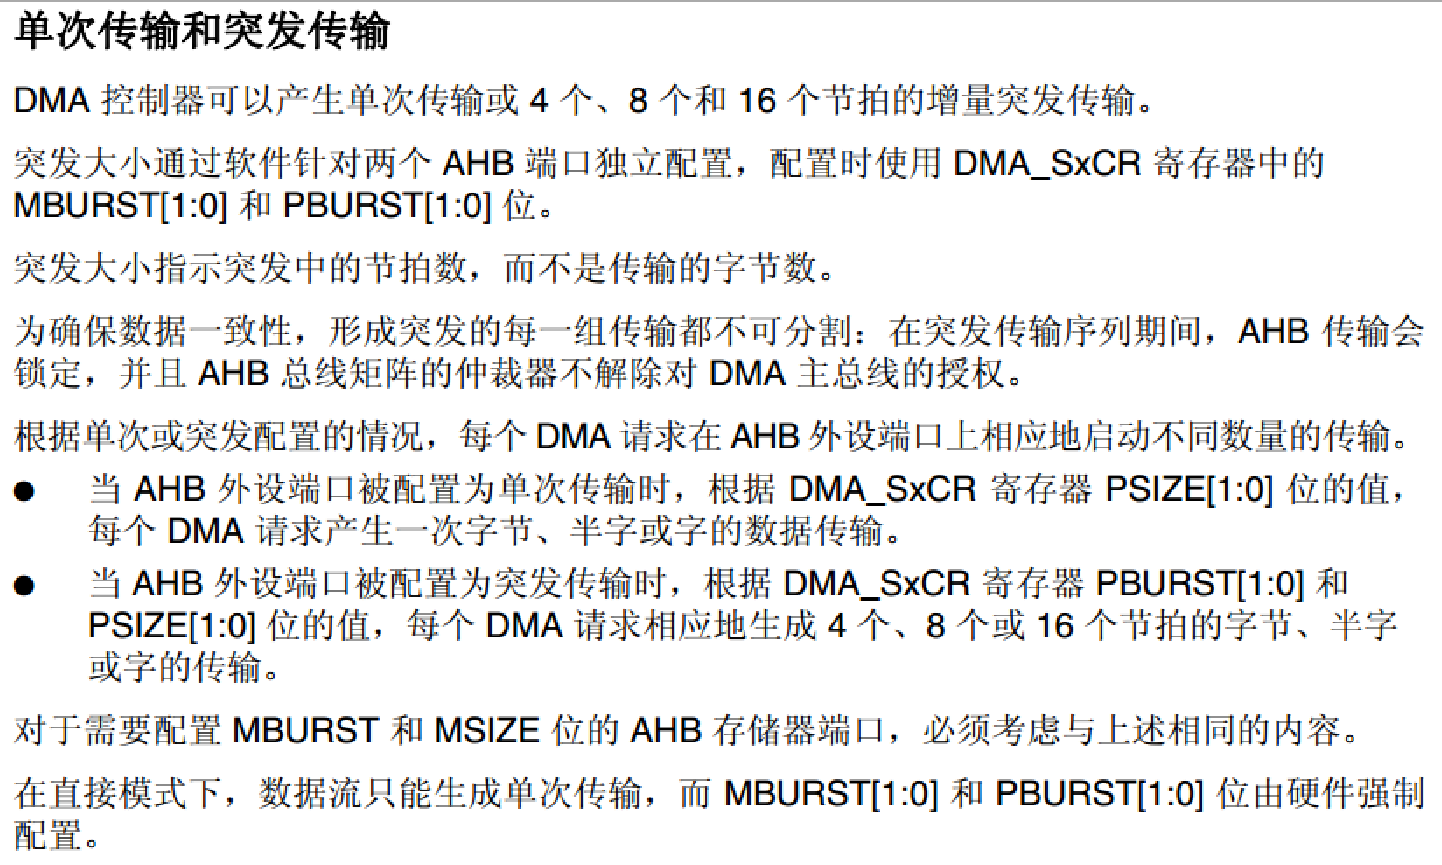 单次传输和突发传输
DMA 控制器可以产生单次传输或 4 个、8 个和 16 个节拍的增量突发传输。
突发大小通过软件针对两个 AHB 端口独立配置，配置时使用 DMA_SxCR 寄存器中的
MBURST[1:0] 和 PBURST[1:0] 位。
突发大小指示突发中的节拍数，而不是传输的字节数。
为确保数据一致性，形成突发的每一组传输都不可分割：在突发传输序列期间，AHB 传输会
锁定，并且 AHB 总线矩阵的仲裁器不解除对 DMA 主总线的授权。
根据单次或突发配置的情况，每个 DMA 请求在 AHB 外设端口上相应地启动不同数量的传输。
● 当 AHB 外设端口被配置为单次传输时，根据 DMA_SxCR 寄存器 PSIZE[1:0] 位的值，
每个 DMA 请求产生一次字节、半字或字的数据传输。
● 当 AHB 外设端口被配置为突发传输时，根据 DMA_SxCR 寄存器 PBURST[1:0] 和
PSIZE[1:0] 位的值，每个 DMA 请求相应地生成 4 个、8 个或 16 个节拍的字节、半字
或字的传输。
对于需要配置 MBURST 和 MSIZE 位的 AHB 存储器端口，必须考虑与上述相同的内容。
在直接模式下，数据流只能生成单次传输，而 MBURST[1:0] 和 PBURST[1:0] 位由硬件强制
配置。